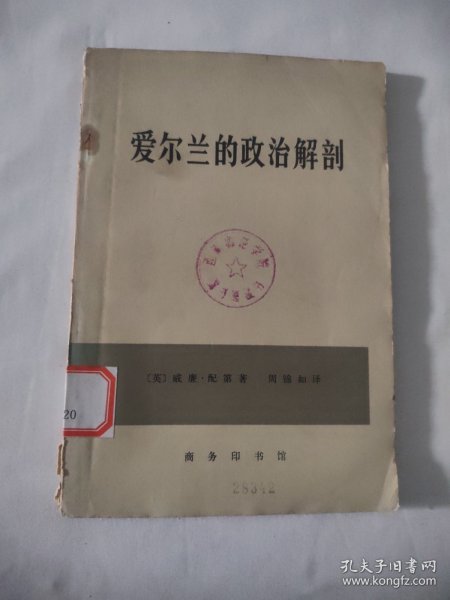 爱尔兰的政治解剖
〔英〕威廉·配第著 周锦如译
20
商务印书馆
28342
孔夫子旧书网
www.kongfz.com